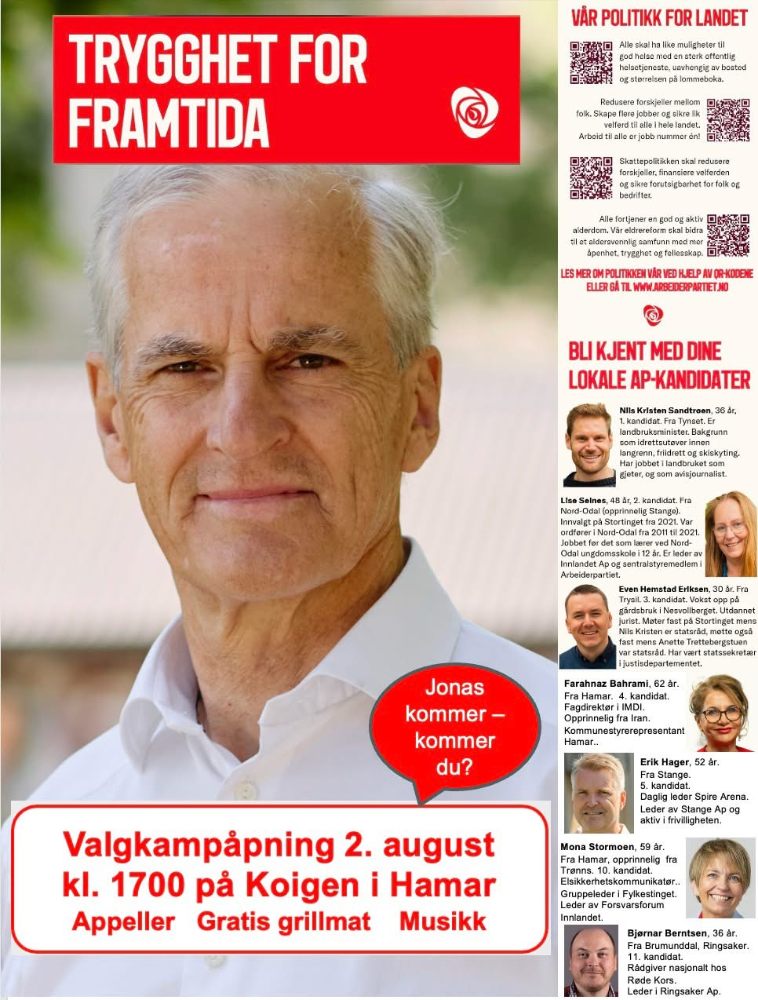 TRYGGHET FOR
FRAMTIDA
Jonas
kommer –
kommer
du?
Valgkampåpning 2. august
kl. 1700 på Koigen i Hamar
Appeller Gratis grillmat Musikk
VÅR POLITIKK FOR LANDET
Alle skal ha like muligheter til
god helse med en sterk offentlig
helsetjeneste, uavhengig av bosted
og størrelsen på lommeboka.
Redusere forskjeller mellom
folk. Skape flere jobber og sikre lik
velferd til alle i hele landet.
Arbeid til alle er jobb nummer én!
Skattepolitikken skal redusere
forskjeller, finansiere velferden
og sikre forutsigbarhet for folk og
bedrifter.
Alle fortjener en god og aktiv
alderdom. Vår eldrereform skal bidra
til et aldersvennlig samfunn med mer
åpenhet, trygghet og fellesskap.
LES MER OM POLITIKKEN VÅR VED HJELP AV QR-KODENE
ELLER GÅ TIL WWW.ARBEIDERPARTIET.NO
BLI KJENT MED DINE
LOKALE AP-KANDIDATER
Nils Kristen Sandtrøen, 36 år,
1. kandidat. Fra Tynset. Er
landbruksminister. Bakgrunn
som idrettsutøver innen
langrenn, friidrett og skiskyting.
Har jobbet i landbruket som
gjeter, og som avisjournalist.
Lise Selnes, 48 år, 2. kandidat. Fra
Nord-Odal (opprinnelig Stange).
Innvalgt på Stortinget fra 2021. Var
ordfører i Nord-Odal fra 2011 til 2021.
Jobbet før det som lærer ved Nord-
Odal ungdomsskole i 12 år. Er leder av
Innlandet Ap og sentralstyremedlem i
Arbeiderpartiet.
Even Hemstad Eriksen, 30 år. Fra
Trysil. 3. kandidat. Vokst opp på
gårdsbruk i Nesvollberget. Utdannet
jurist. Møter fast på Stortinget mens
Nils Kristen er statsråd, møtte også
fast mens Anette Trettebergstuen
var statsråd. Har vært statssekretær
i justisdepartementet.
Farahnaz Bahrami, 62 år.
Fra Hamar. 4. kandidat.
Fagdirektør i IMDI.
Opprinnelig fra Iran.
Kommunestyrerepresentant
Hamar..
Erik Hager, 52 år.
Fra Stange.
5. kandidat.
Daglig leder Spire Arena.
Leder av Stange Ap og
aktiv i frivilligheten.
Mona Stormoen, 59 år.
Fra Hamar, opprinnelig fra
Trønns. 10. kandidat.
Elsikkerhetskommunikatør..
Gruppeleder i Fylkestinget.
Leder av Forsvarsforum
Innlandet.
Bjørnar Berntsen, 36 år.
Fra Brumunddal, Ringsaker.
11. kandidat.
Rådgiver nasjonalt hos
Røde Kors.
Leder i Ringsaker Ap.